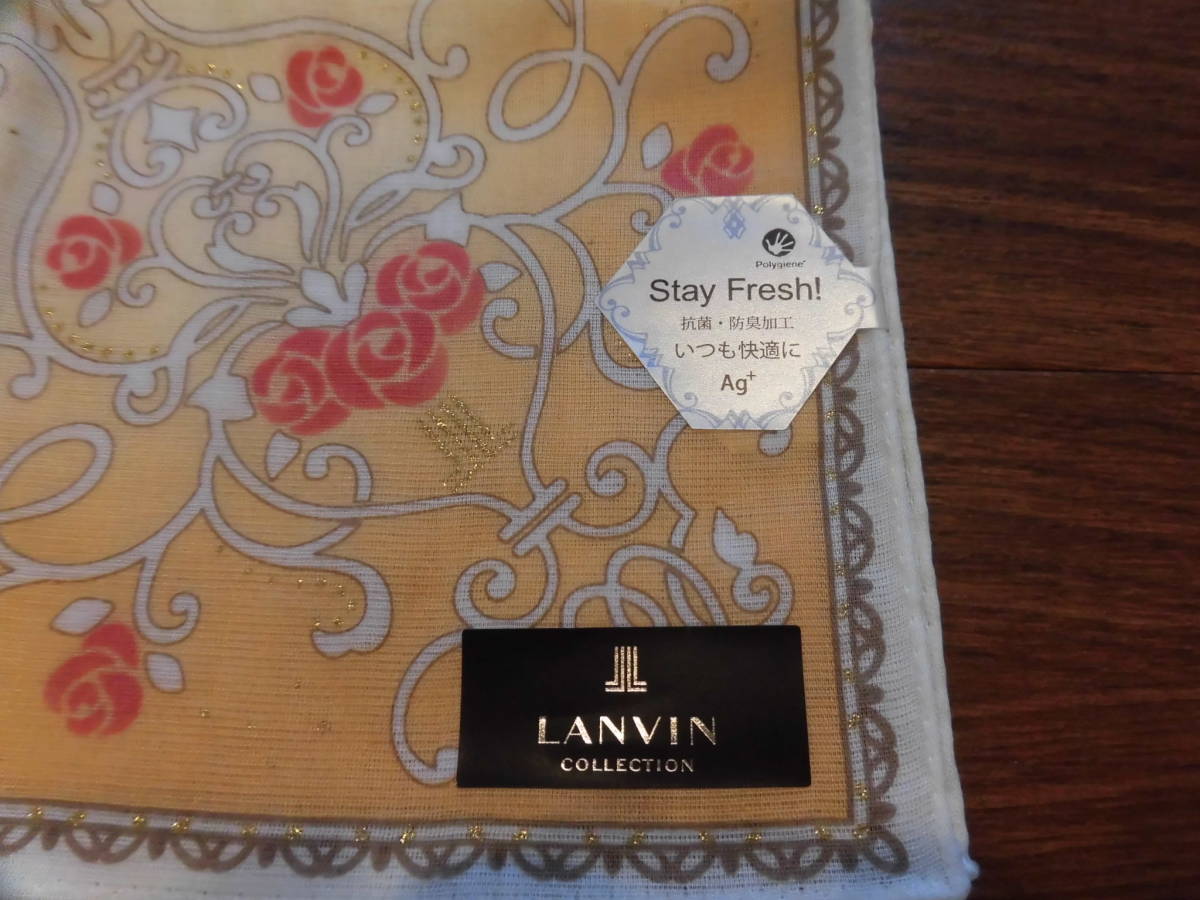 Polygiene®
Stay Fresh!
抗菌・防臭加工
いつも快適に
Ag⁺
LANVIN
COLLECTION